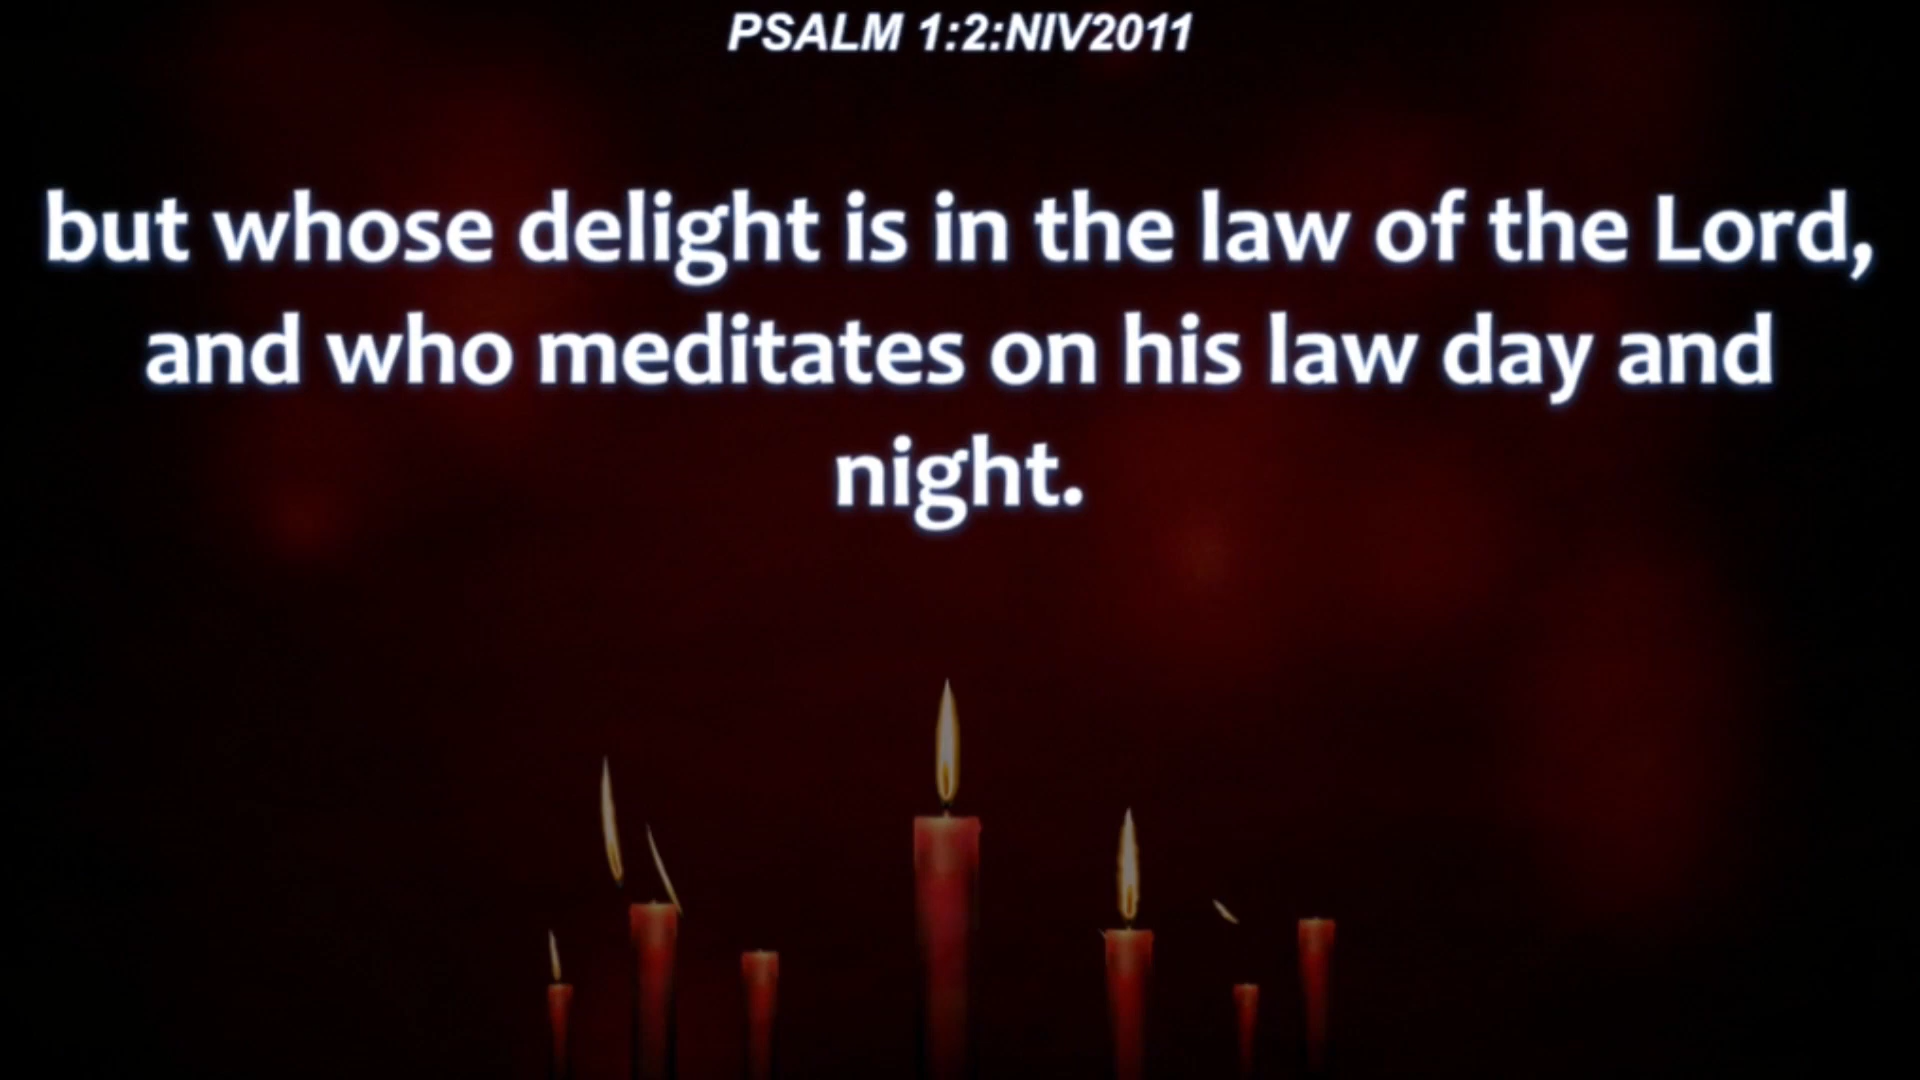 PSALM 1:2:NIV2011
but whose delight is in the law of the Lord,
and who meditates on his law day and
night.